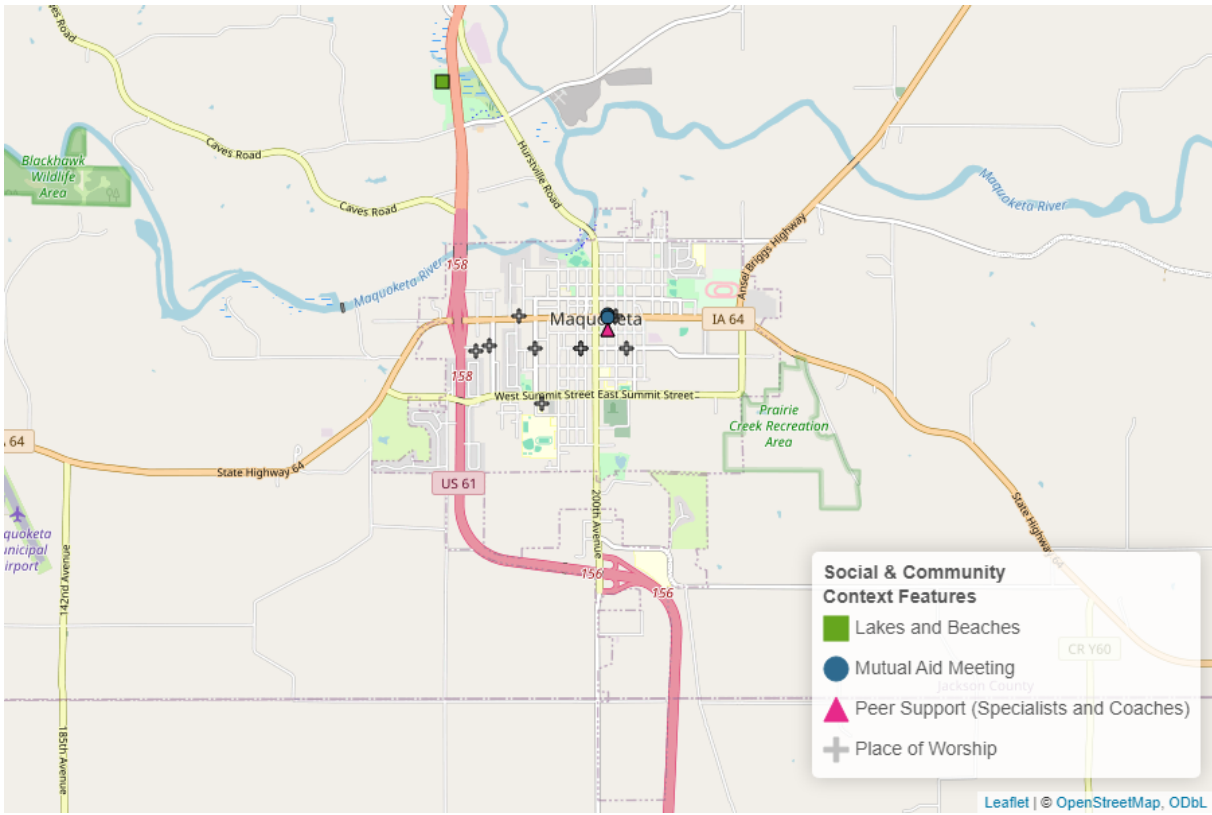 ves Road
Caves Road
Blackhawk
Wildlife
Area
Caves Road
Hurstville Road
Maquoketa River
Ansel Briggs Highway
158
Maquoketa River
Maquoketa
IA 64
158
West Summit Street East Summit Street
Prairie
Creek Recreation
Area
64
State Highway 64
US 61
quoketa
unicipal
irport
142nd Avenue
200th Avenue
State Highway 64
156
156
185th Avenue
CR Y60
Jackson County
Social & Community
Context Features
Lakes and Beaches
Mutual Aid Meeting
Peer Support (Specialists and Coaches)
Place of Worship
Leaflet | © OpenStreetMap, ODbL